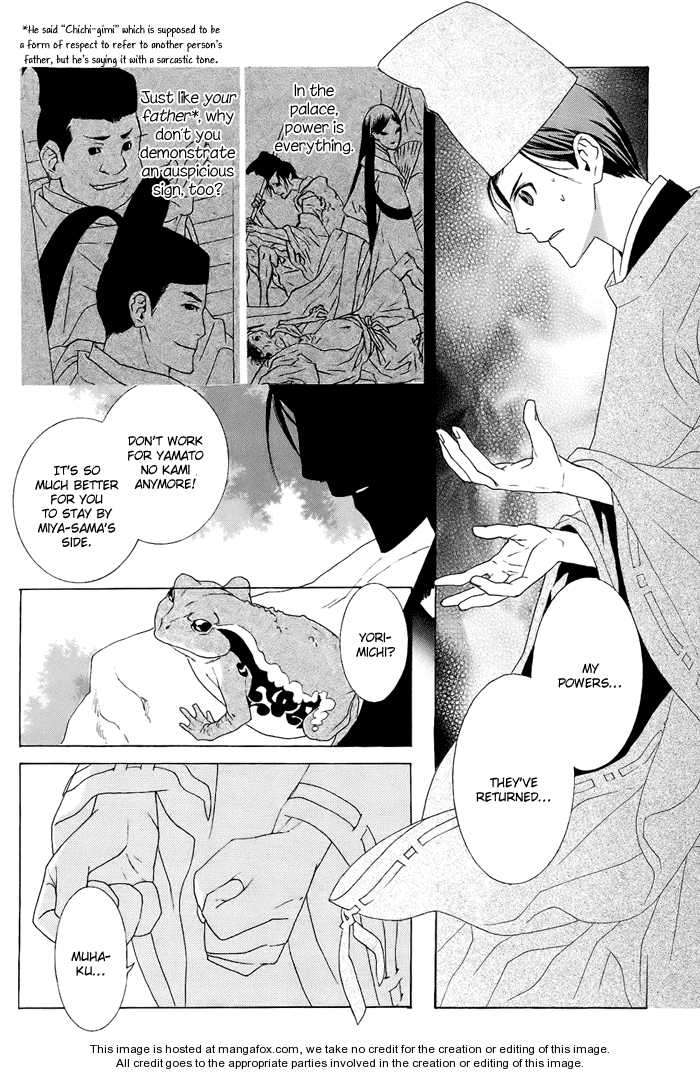 *He said "Chichi-gimi" which is supposed to be
a form of respect to refer to another person's
father, but he's saying it with a sarcastic tone.
In the
palace,
power is
everything.
Just like your
father*, why
don't you
demonstrate
an auspicious
sign, too?
MY
POWERS...
THEY'VE
RETURNED...
DON'T WORK
FOR YAMATO
NO KAMI
ANYMORE!
IT'S SO
MUCH BETTER
FOR YOU
TO STAY BY
MIYA-SAMA'S
SIDE.
YORI-
MICHI?
MUHA-
KU...
This image is hosted at mangafox.com, we take no credit for the creation or editing of this image.
All credit goes to the appropriate parties involved in the creation or editing of this image.